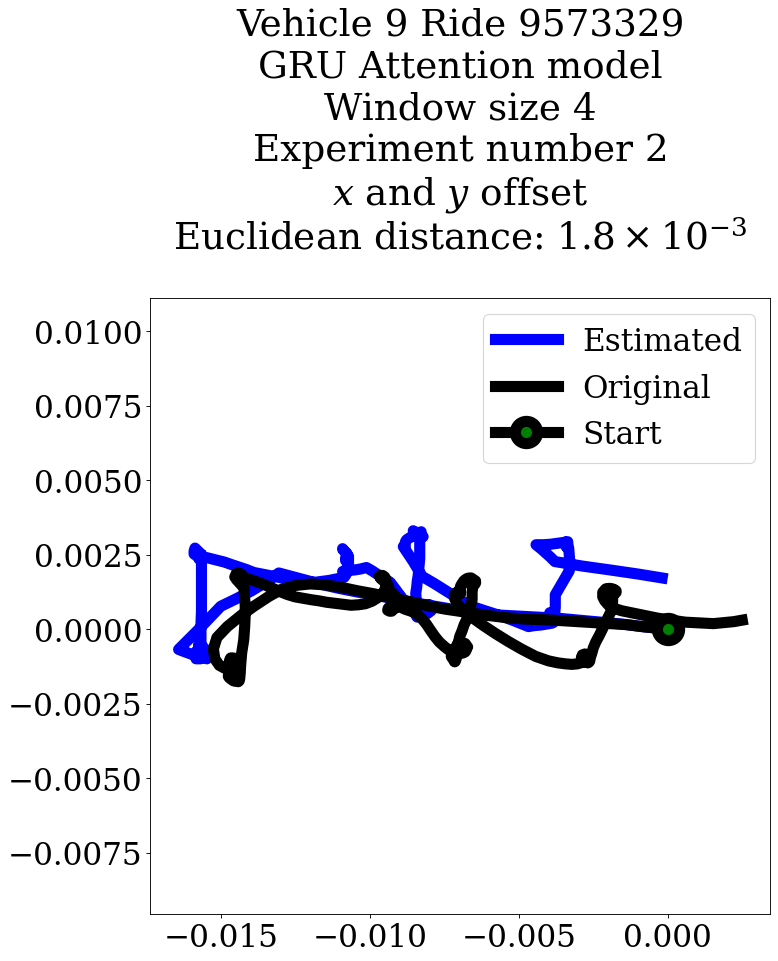 Vehicle 9 Ride 9573329
GRU Attention model
Window size 4
Experiment number 2
x and y offset
Euclidean distance: 1.8 × 10⁻³
Estimated
Original
Start
0.0100
0.0075
0.0050
0.0025
0.0000
−0.0025
−0.0050
−0.0075
−0.015 −0.010 −0.005 0.000